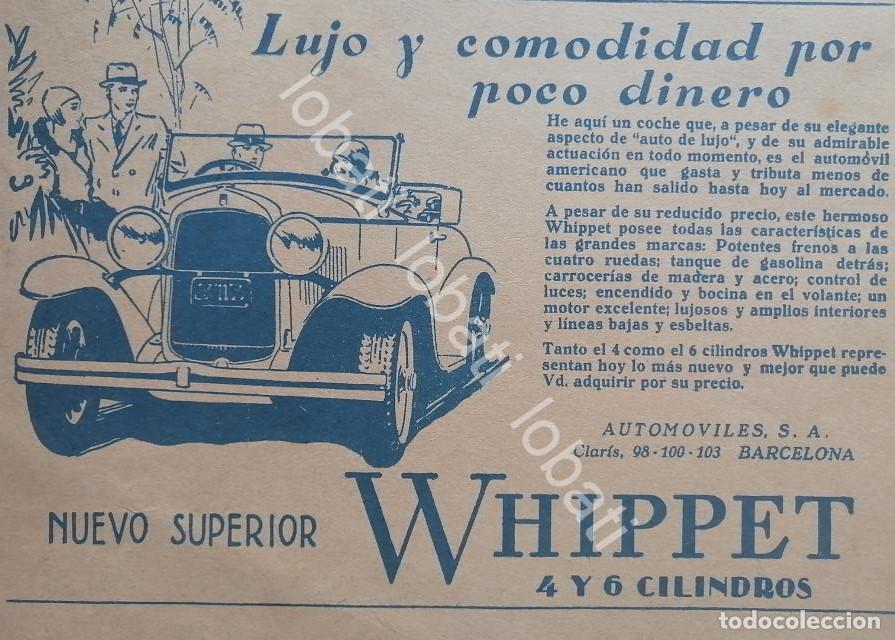 Lujo y comodidad por
poco dinero
He aquí un coche que, a pesar de su elegante
aspecto de "auto de lujo", y de su admirable
actuación en todo momento, es el automóvil
americano que gasta y tributa menos de
cuantos han salido hasta hoy al mercado.
A pesar de su reducido precio, este hermoso
Whippet posee todas las características de
las grandes marcas: Potentes frenos a las
cuatro ruedas; tanque de gasolina detrás;
carrocerías de madera y acero; control de
luces; encendido y bocina en el volante; un
motor excelente; lujosos y amplios interiores
y líneas bajas y esbeltas.
Tanto el 4 como el 6 cilindros Whippet repre-
sentan hoy lo más nuevo y mejor que puede
Vd. adquirir por su precio.
AUTOMOVILES, S. A.
Clarís, 98-100-103 BARCELONA
NUEVO SUPERIOR
WHIPPET
4 Y 6 CILINDROS
lobati
lobati
lobati
todocoleccion